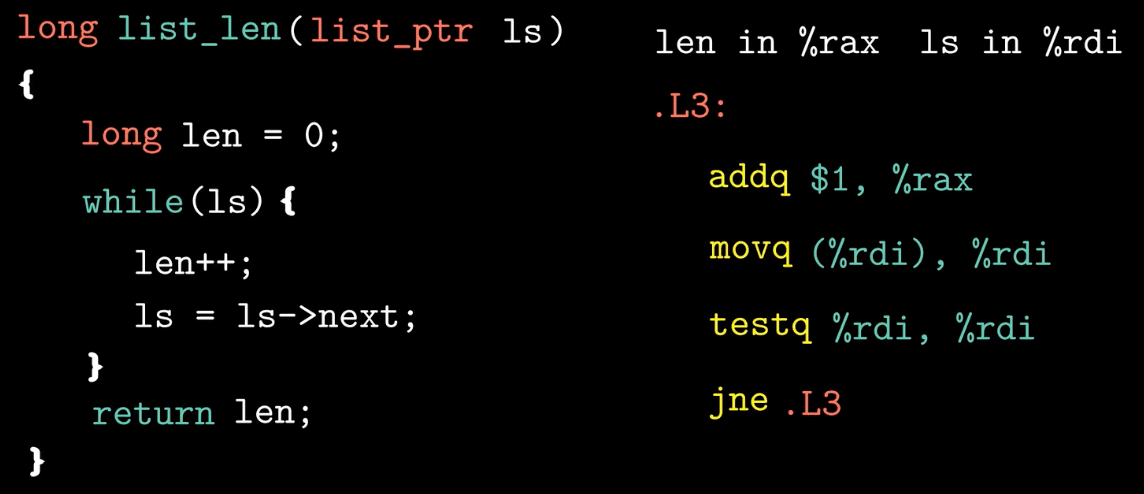 long list_len(list_ptr ls)
{
long len = 0;
while(ls){
len++;
ls = ls->next;
}
return len;
}
len in %rax ls in %rdi
.L3:
addq $1, %rax
movq (%rdi), %rdi
testq %rdi, %rdi
jne .L3